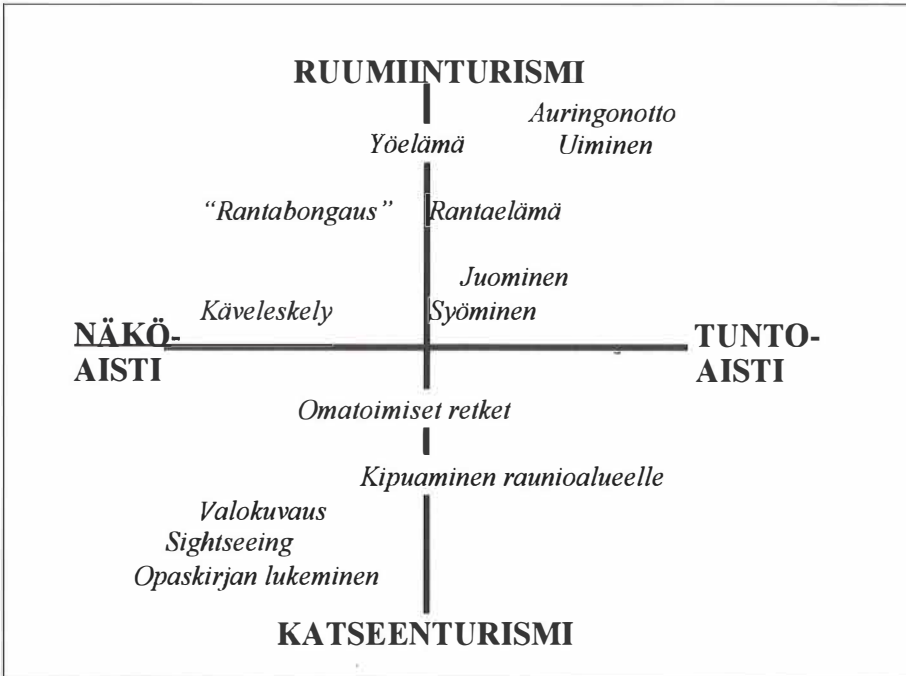 RUUMIINTURISMI
Auringonotto
Yöelämä
Uiminen
“Rantabongaus”
Rantaelämä
Juominen
Käveleskely
Syöminen
NÄKÖ-
AISTI
TUNTO-
AISTI
Omatoimiset retket
Kipuaminen raunioalueelle
Valokuvaus
Sightseeing
Opaskirjan lukeminen
KATSEENTURISMI